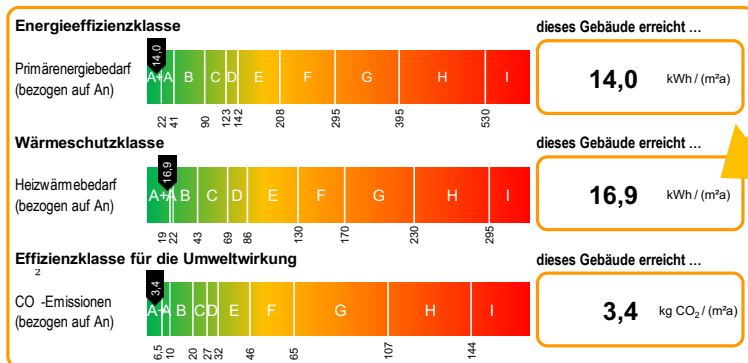 Energieeffizienzklasse
dieses Gebäude erreicht ...
14,0
Primärenergiebedarf
(bezogen auf An)
A+ A B C D E F G H I
22 41 90 123 142 208 295 395 530
14,0 kWh / (m²a)
Wärmeschutzklasse
dieses Gebäude erreicht ...
16,9
Heizwärmebedarf
(bezogen auf An)
A+ A B C D E F G H I
19 22 43 69 86 130 170 230 295
16,9 kWh / (m²a)
Effizienzklasse für die Umweltwirkung
dieses Gebäude erreicht ...
3,4
2
CO -Emissionen
(bezogen auf An)
A+ A B C D E F G H I
6,5 10 20 27 32 46 65 107 144
3,4 kg CO₂ / (m²a)